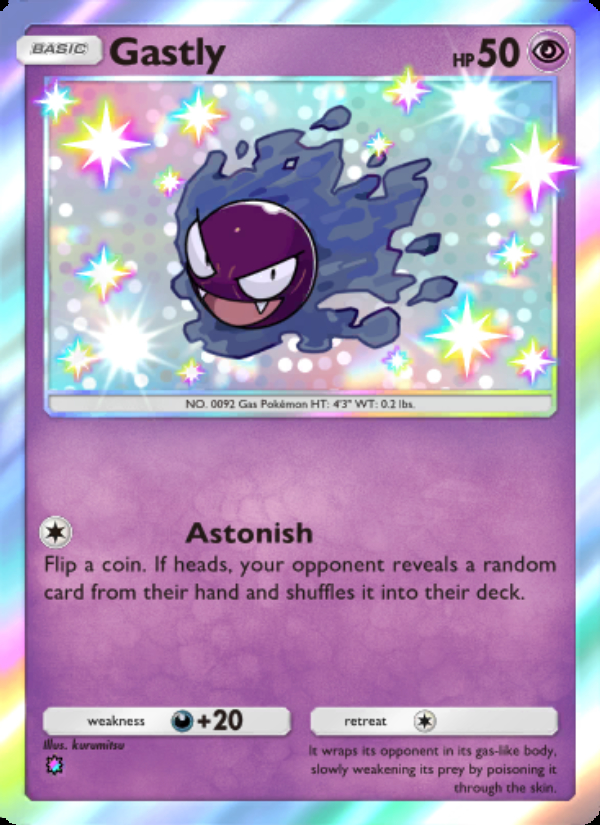 BASIC Gastly HP 50
NO. 0092 Gas Pokémon HT: 4'3" WT: 0.2 lbs.
Astonish
Flip a coin. If heads, your opponent reveals a random
card from their hand and shuffles it into their deck.
weakness +20 retreat
Illus. kurumitsu
It wraps its opponent in its gas-like body,
slowly weakening its prey by poisoning it
through the skin.